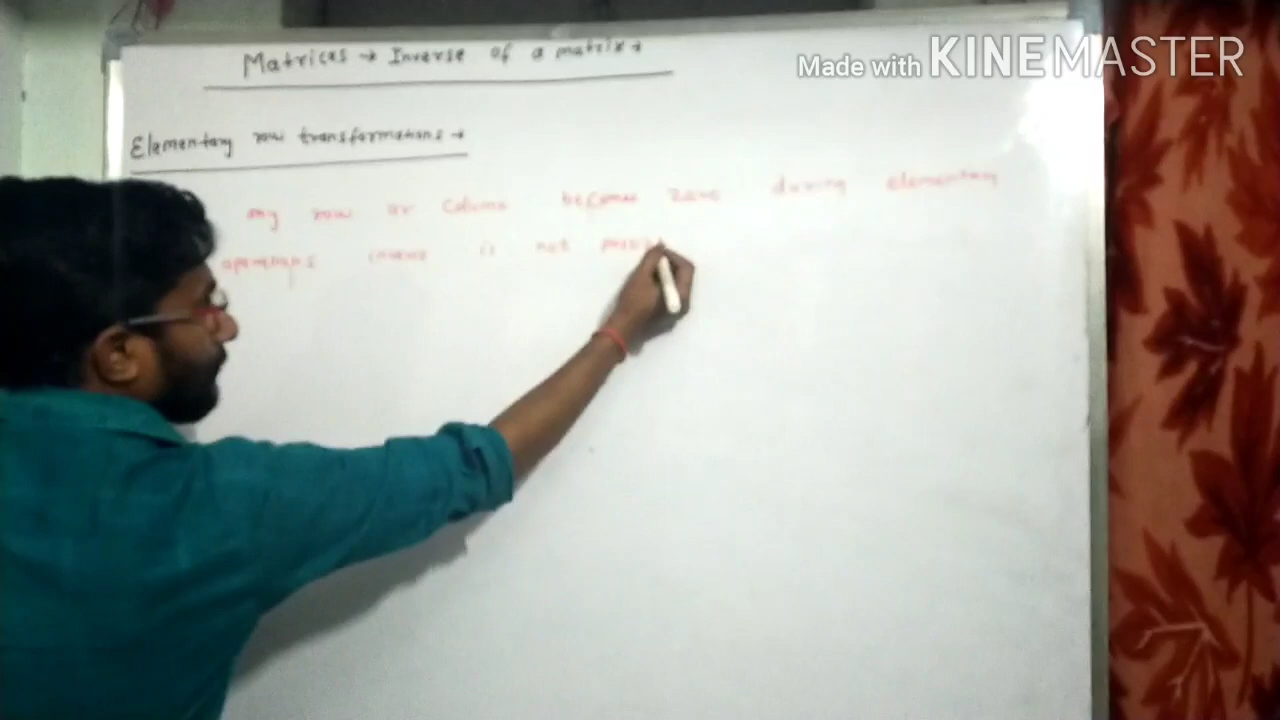 Matrices → Inverse of a matrix →
Made with KINEMASTER
Elementary row transformations →
any row or Column becomes zero during elementary
operations inverse is not